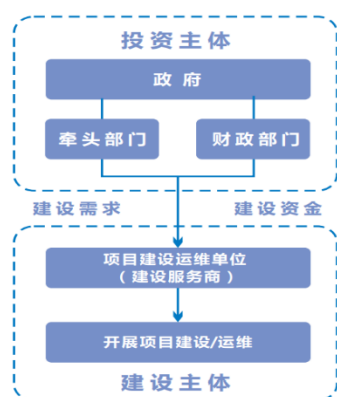 投资主体
政府
牵头部门
财政部门
建设需求
建设资金
项目建设运维单位
（建设服务商）
开展项目建设/运维
建设主体